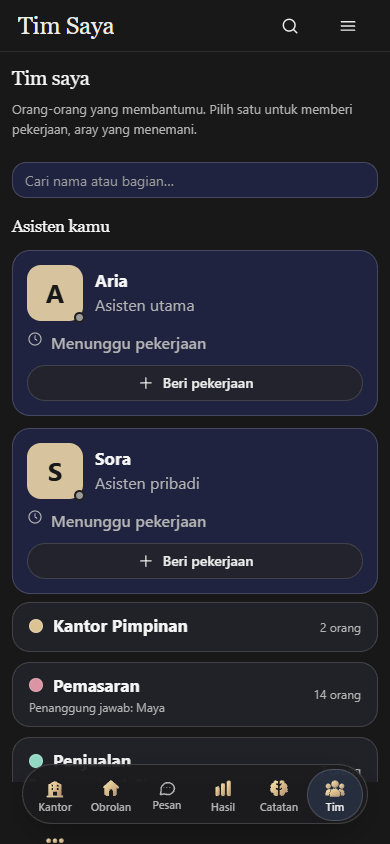 Tim Saya
Tim saya
Orang-orang yang membantumu. Pilih satu untuk memberi
pekerjaan, aray yang menemani.
Cari nama atau bagian...
Asisten kamu
A
Aria
Asisten utama
Menunggu pekerjaan
+ Beri pekerjaan
S
Sora
Asisten pribadi
Menunggu pekerjaan
+ Beri pekerjaan
Kantor Pimpinan
2 orang
Pemasaran
14 orang
Penanggung jawab: Maya
Penjualan
Kantor
Obrolan
Pesan
Hasil
Catatan
Tim